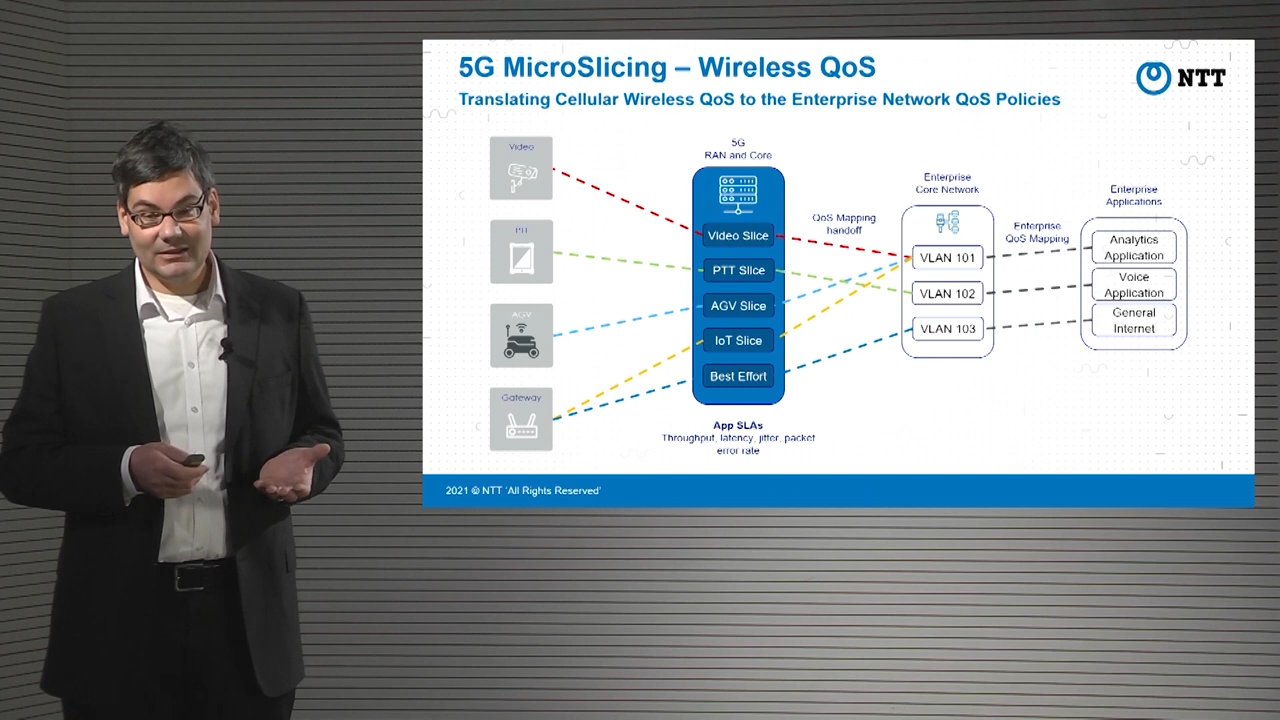 5G MicroSlicing – Wireless QoS
NTT
Translating Cellular Wireless QoS to the Enterprise Network QoS Policies
Video
PTT
AGV
Gateway
5G
RAN and Core
Video Slice
PTT Slice
AGV Slice
IoT Slice
Best Effort
App SLAs
Throughput, latency, jitter, packet
error rate
QoS Mapping
handoff
Enterprise
Core Network
VLAN 101
VLAN 102
VLAN 103
Enterprise
QoS Mapping
Enterprise
Applications
Analytics
Application
Voice
Application
General
Internet
2021 © NTT 'All Rights Reserved'